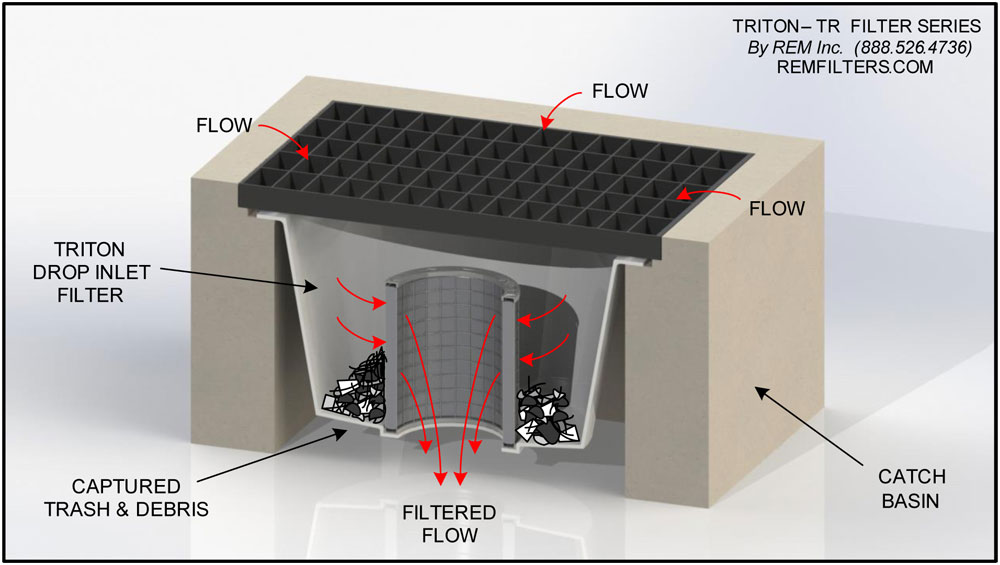 TRITON– TR FILTER SERIES
By REM Inc. (888.526.4736)
REMFILTERS.COM
FLOW
FLOW
FLOW
TRITON
DROP INLET
FILTER
CAPTURED
TRASH & DEBRIS
FILTERED
FLOW
CATCH
BASIN